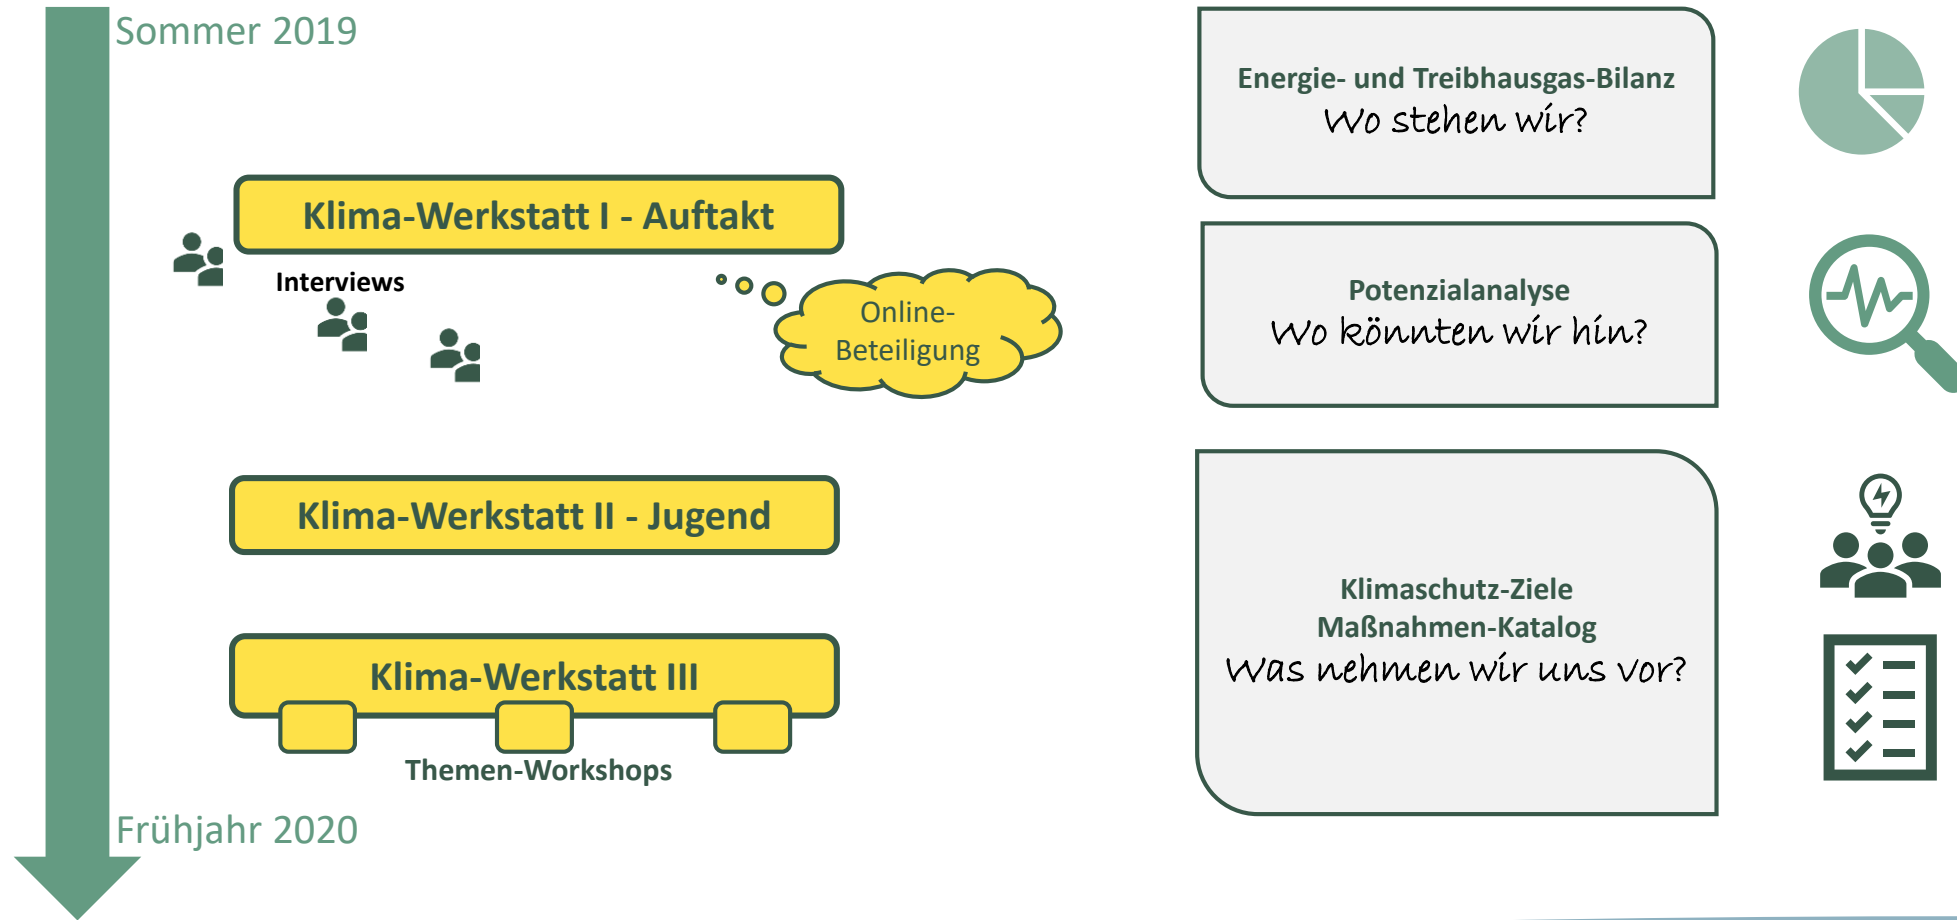 Sommer 2019
Klima-Werkstatt I - Auftakt
Interviews
Online-
Beteiligung
Klima-Werkstatt II - Jugend
Klima-Werkstatt III
Themen-Workshops
Frühjahr 2020
Energie- und Treibhausgas-Bilanz
Wo stehen wir?
Potenzialanalyse
Wo könnten wir hin?
Klimaschutz-Ziele
Maßnahmen-Katalog
Was nehmen wir uns vor?